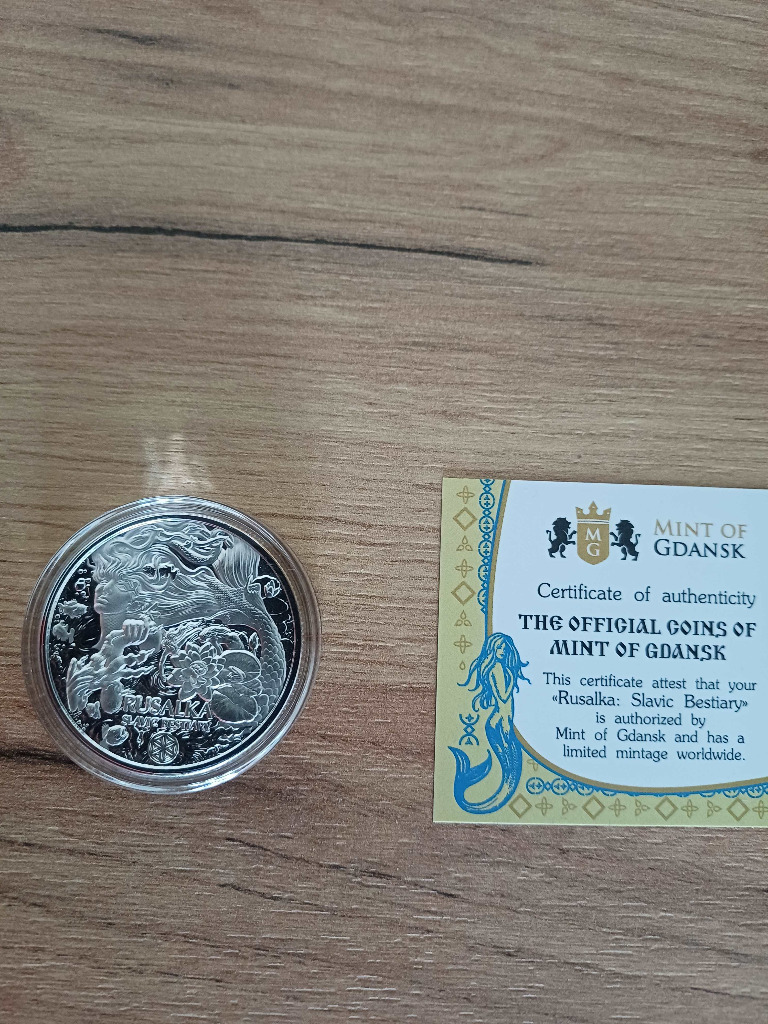 RUSALKA
SLAVIC BESTIARY
M
G
MINT OF
GDANSK
Certificate of authenticity
THE OFFICIAL COINS OF
MINT OF GDANSK
This certificate attest that your
«Rusalka: Slavic Bestiary»
is authorized by
Mint of Gdansk and has a
limited mintage worldwide.